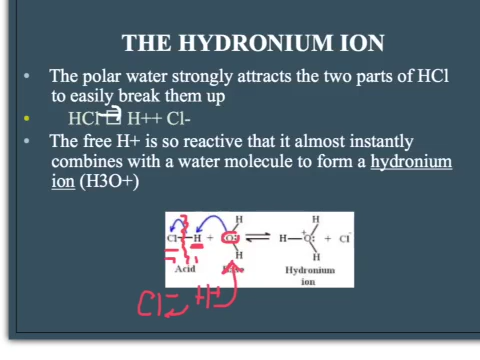 THE HYDRONIUM ION
• The polar water strongly attracts the two parts of HCl
to easily break them up
• HCl → H++ Cl-
• The free H+ is so reactive that it almost instantly
combines with a water molecule to form a hydronium
ion (H3O+)
H H
Cl—H + O: ⇌ H—O: + Cl⁻
H H
Acid Hydronium
ion
Cl⁻ +H